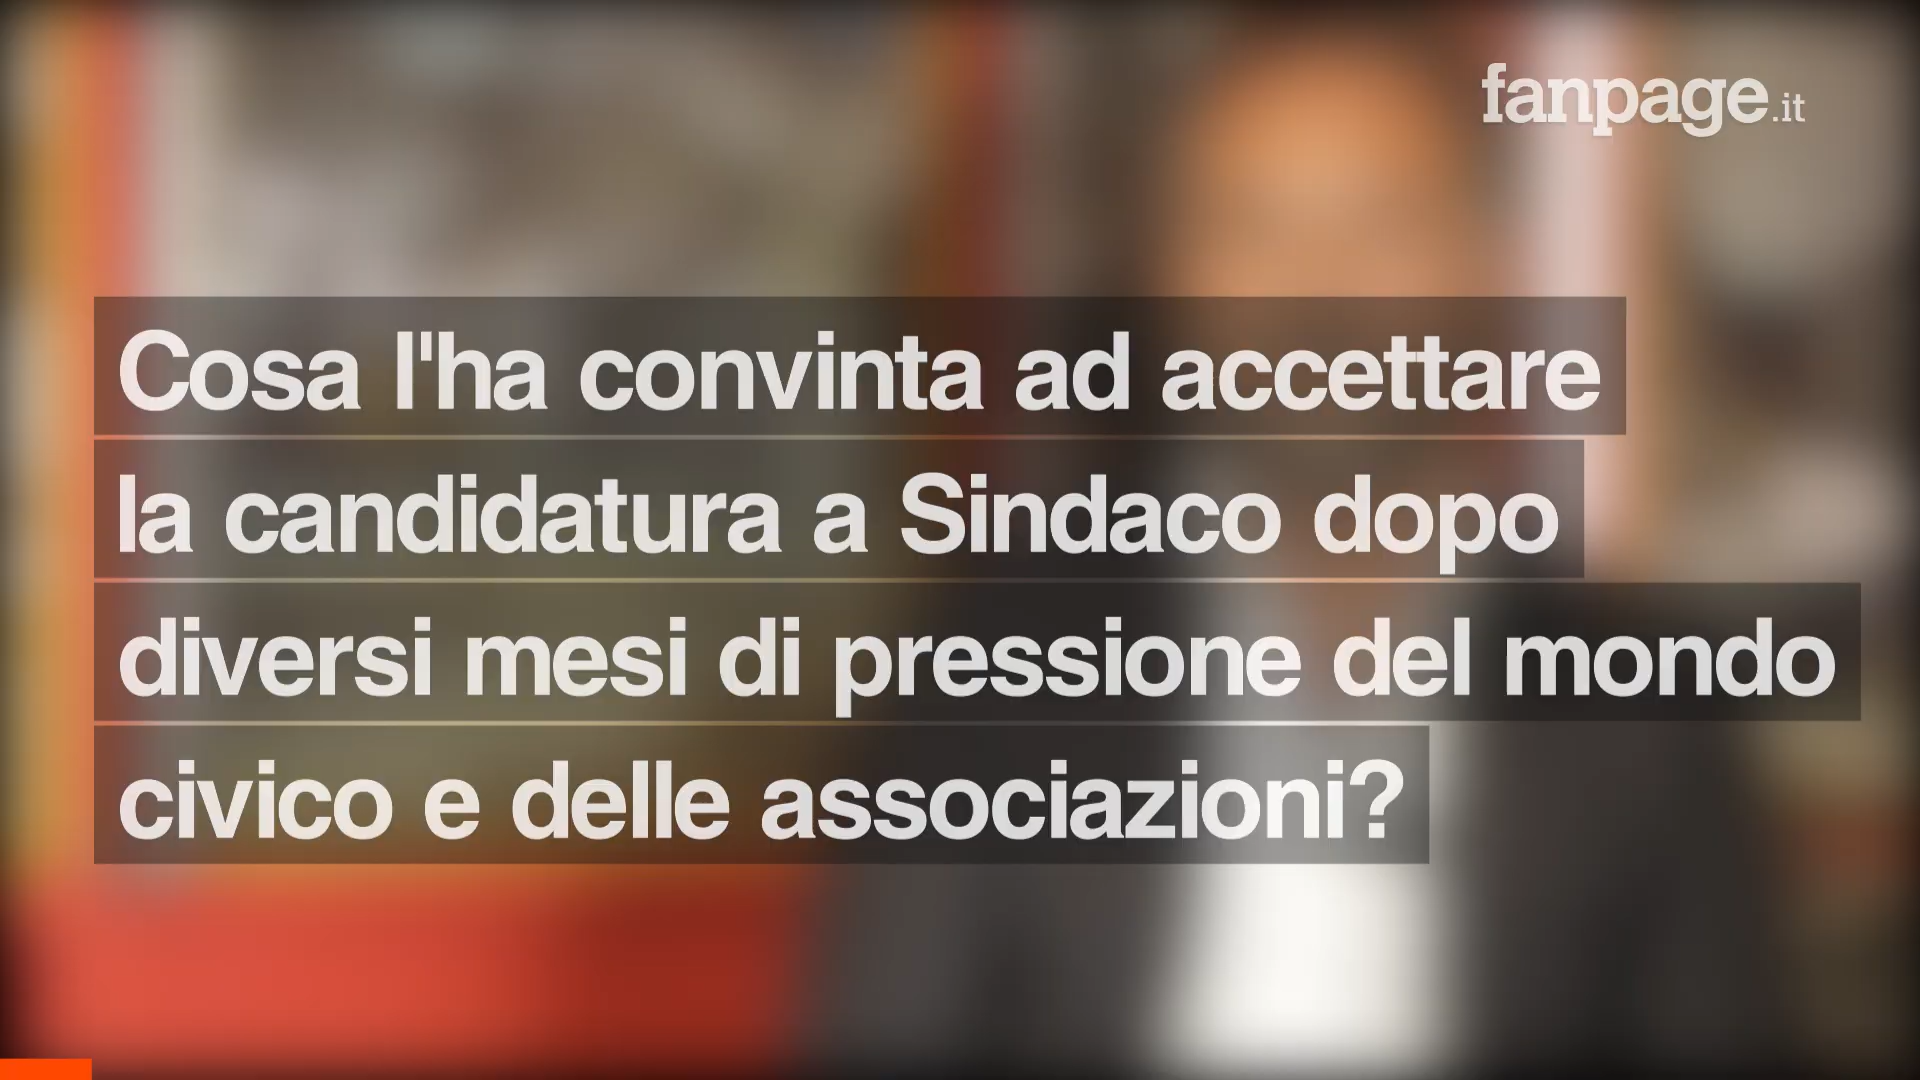 fanpage.it
Cosa l'ha convinta ad accettare
la candidatura a Sindaco dopo
diversi mesi di pressione del mondo
civico e delle associazioni?